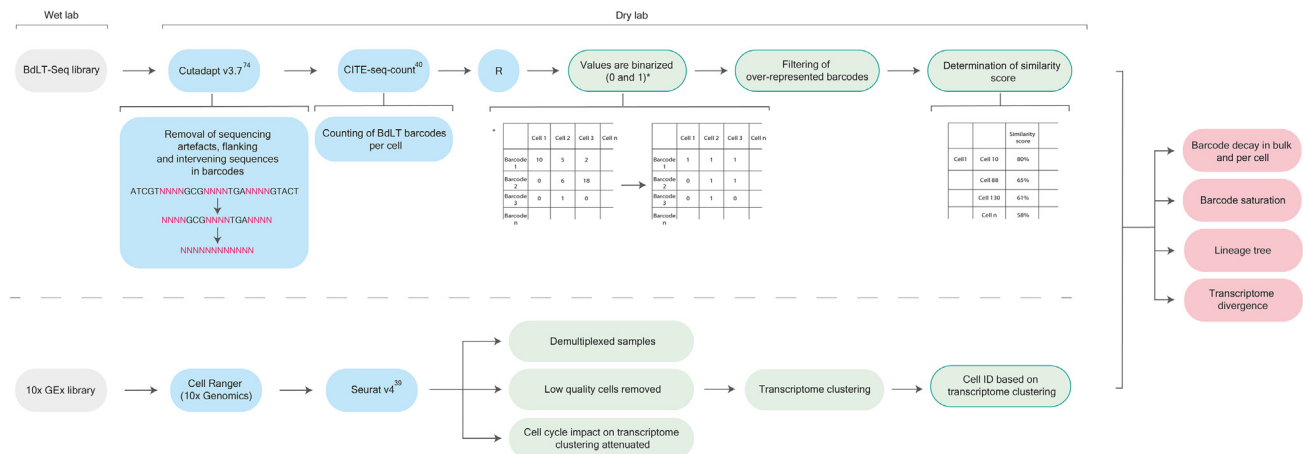 Wet lab
Dry lab
BdLT-Seq library
Cutadapt v3.7⁷⁴
CITE-seq-count⁴⁰
R
Values are binarized
(0 and 1)*
Filtering of
over-represented barcodes
Determination of similarity
score
Removal of sequencing
artefacts, flanking
and intervening sequences
in barcodes
ATCGTNNNNGCGNNNNTGANNNNGTACT
NNNNGCGNNNNTGANNNN
NNNNNNNNNNNN
Counting of BdLT barcodes
per cell
*
Cell 1 Cell 2 Cell 3 Cell n
Barcode
1 10 5 2
Barcode
2 0 6 18
Barcode
3 0 1 0
Barcode
n
Cell 1 Cell 2 Cell 3 Cell n
Barcode
1 1 1 1
Barcode
2 0 1 1
Barcode
3 0 1 0
Barcode
n
Similarity
score
Cell1 Cell 10 80%
Cell 88 65%
Cell 130 61%
Cell n 58%
Barcode decay in bulk
and per cell
Barcode saturation
Lineage tree
Transcriptome
divergence
10x GEx library
Cell Ranger
(10x Genomics)
Seurat v4³⁹
Demultiplexed samples
Low quality cells removed
Cell cycle impact on transcriptome
clustering attenuated
Transcriptome clustering
Cell ID based on
transcriptome clustering